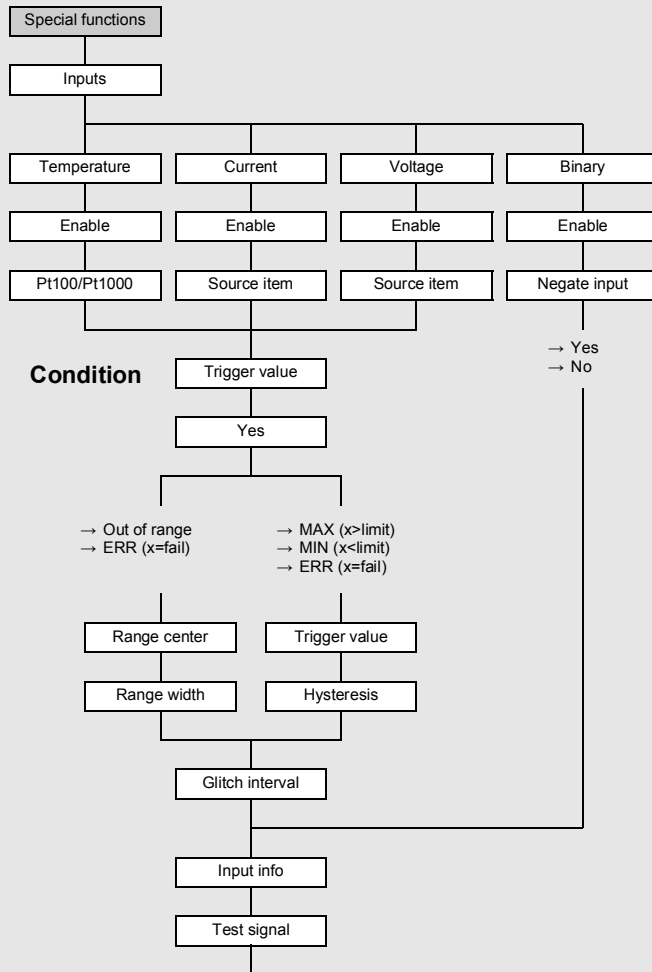 Special functions
Inputs
Temperature Current Voltage Binary
Enable Enable Enable Enable
Pt100/Pt1000 Source item Source item Negate input
→ Yes
→ No
Condition Trigger value
Yes
→ Out of range
→ ERR (x=fail)
→ MAX (x>limit)
→ MIN (x<limit)
→ ERR (x=fail)
Range center Trigger value
Range width Hysteresis
Glitch interval
Input info
Test signal